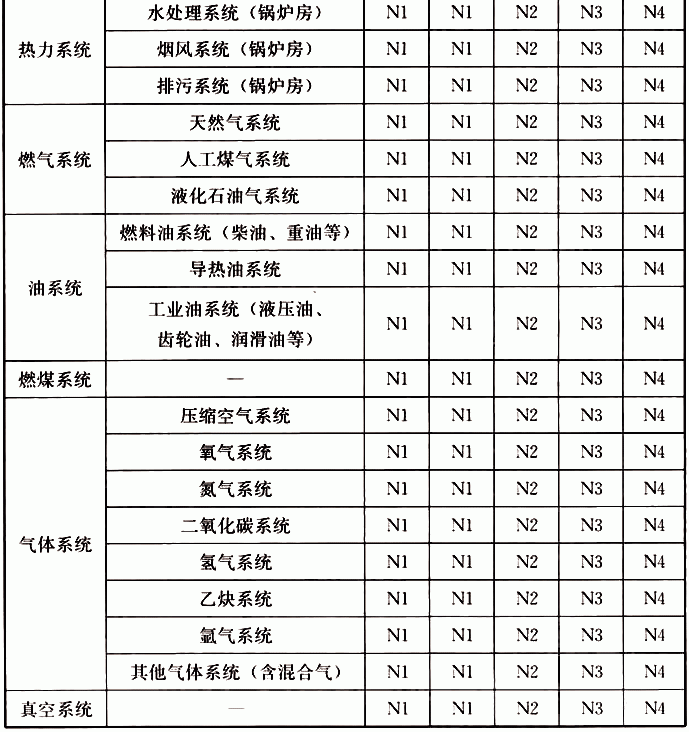 热力系统 水处理系统（锅炉房） N1 N1 N2 N3 N4
烟风系统（锅炉房） N1 N1 N2 N3 N4
排污系统（锅炉房） N1 N1 N2 N3 N4
燃气系统 天然气系统 N1 N1 N2 N3 N4
人工煤气系统 N1 N1 N2 N3 N4
液化石油气系统 N1 N1 N2 N3 N4
油系统 燃料油系统（柴油、重油等） N1 N1 N2 N3 N4
导热油系统 N1 N1 N2 N3 N4
工业油系统（液压油、
齿轮油、润滑油等） N1 N1 N2 N3 N4
燃煤系统 — N1 N1 N2 N3 N4
气体系统 压缩空气系统 N1 N1 N2 N3 N4
氧气系统 N1 N1 N2 N3 N4
氮气系统 N1 N1 N2 N3 N4
二氧化碳系统 N1 N1 N2 N3 N4
氢气系统 N1 N1 N2 N3 N4
乙炔系统 N1 N1 N2 N3 N4
氩气系统 N1 N1 N2 N3 N4
其他气体系统（含混合气） N1 N1 N2 N3 N4
真空系统 — N1 N1 N2 N3 N4